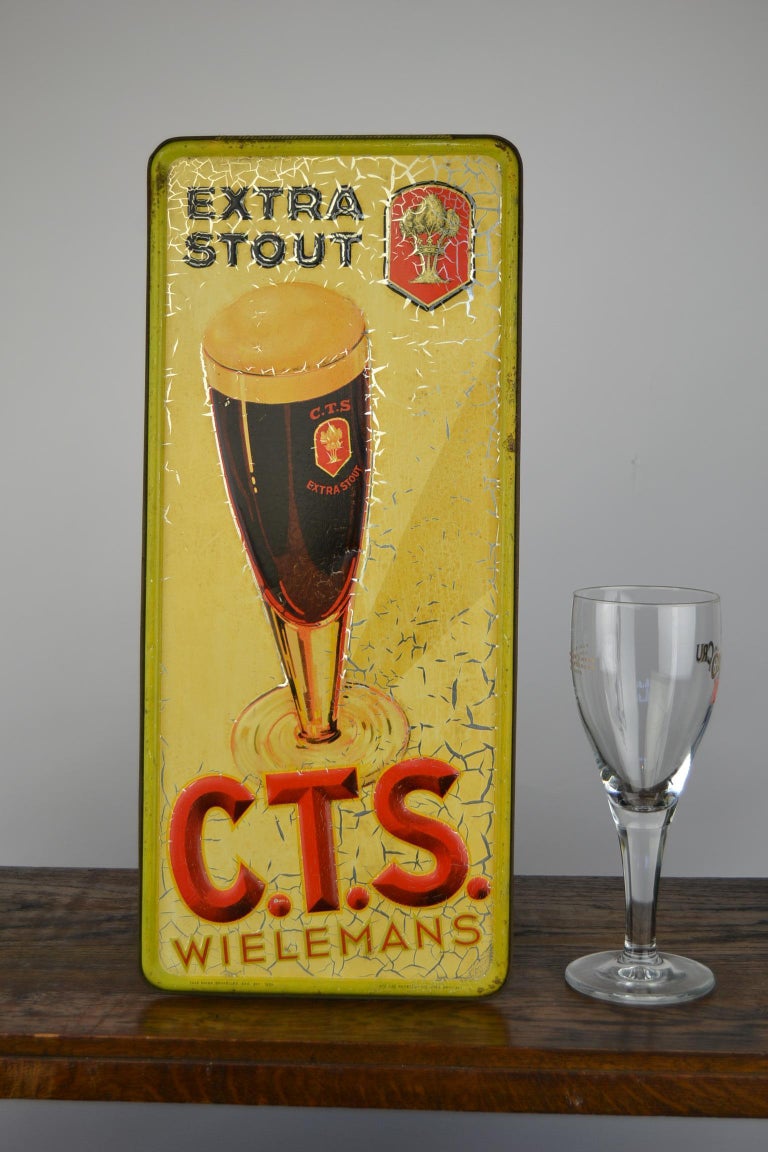 EXTRA
STOUT
C.T.S
EXTRA STOUT
C.T.S.
WIELEMANS